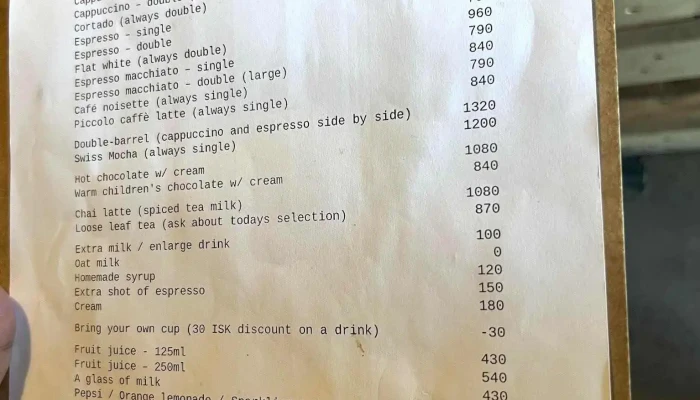 Cappuccino - double
Cortado (always double)
Espresso - single
Espresso - double
Flat white (always double) 960
Espresso macchiato - single 790
Espresso macchiato - double (large) 840
Café noisette (always single) 790
Piccolo caffè latte (always single) 840
Double-barrel (cappuccino and espresso side by side) 1320
Swiss Mocha (always single) 1200
Hot chocolate w/ cream 1080
Warm children's chocolate w/ cream 840
Chai latte (spiced tea milk) 1080
Loose leaf tea (ask about todays selection) 870
Extra milk / enlarge drink 100
Oat milk 0
Homemade syrup 120
Extra shot of espresso 150
Cream 180
Bring your own cup (30 ISK discount on a drink) -30
Fruit juice - 125ml 430
Fruit juice - 250ml 540
A glass of milk 430
Pepsi / Orange lemonade /